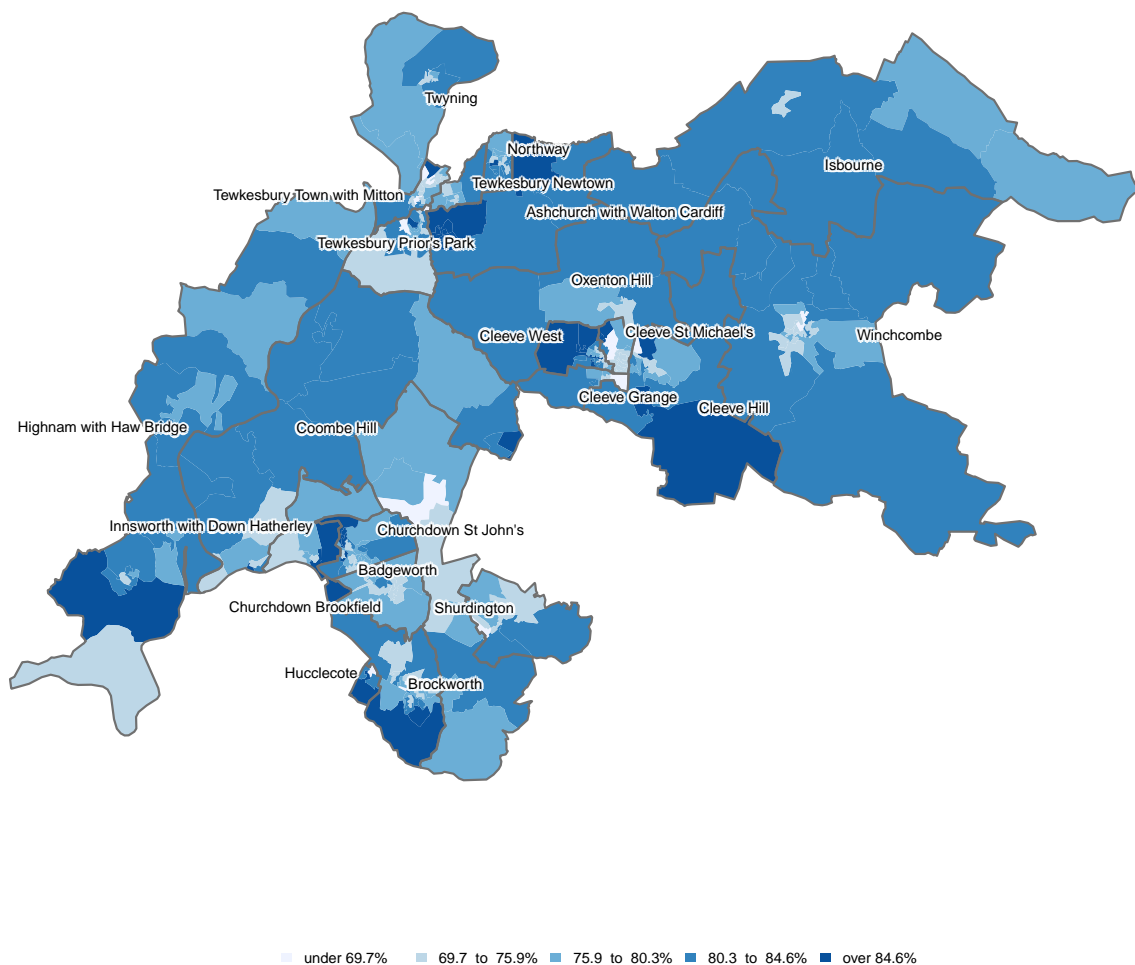 Twyning
Northway
Isbourne
Tewkesbury Newtown
Tewkesbury Town with Mitton
Ashchurch with Walton Cardiff
Tewkesbury Prior's Park
Oxenton Hill
Cleeve West
Cleeve St Michael's
Winchcombe
Cleeve Grange
Cleeve Hill
Highnam with Haw Bridge
Coombe Hill
Innsworth with Down Hatherley
Churchdown St John's
Badgeworth
Churchdown Brookfield
Shurdington
Hucclecote
Brockworth
under 69.7% 69.7 to 75.9% 75.9 to 80.3% 80.3 to 84.6% over 84.6%